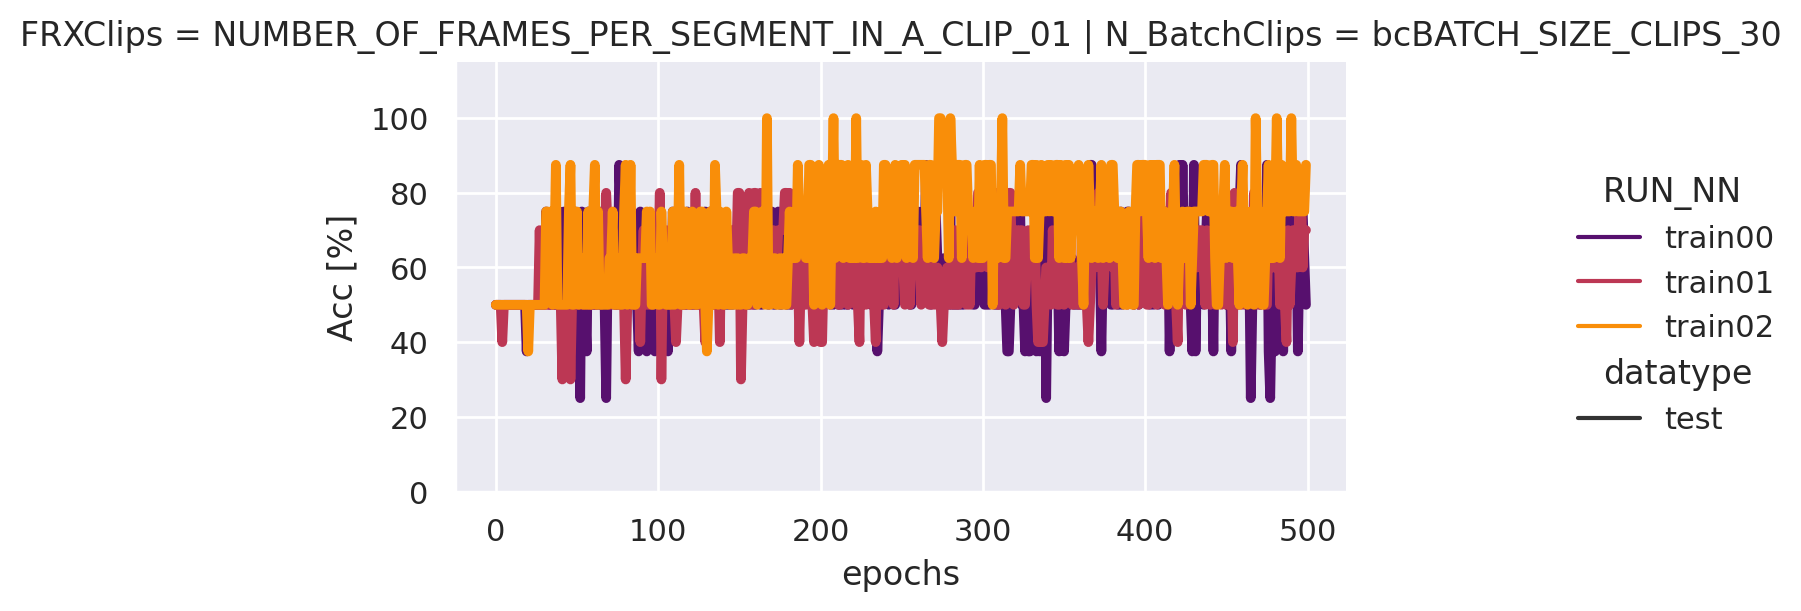 FRXClips = NUMBER_OF_FRAMES_PER_SEGMENT_IN_A_CLIP_01 | N_BatchClips = bcBATCH_SIZE_CLIPS_30
Acc [%]
100
80
60
40
20
0
0 100 200 300 400 500
epochs
RUN_NN
train00
train01
train02
datatype
test